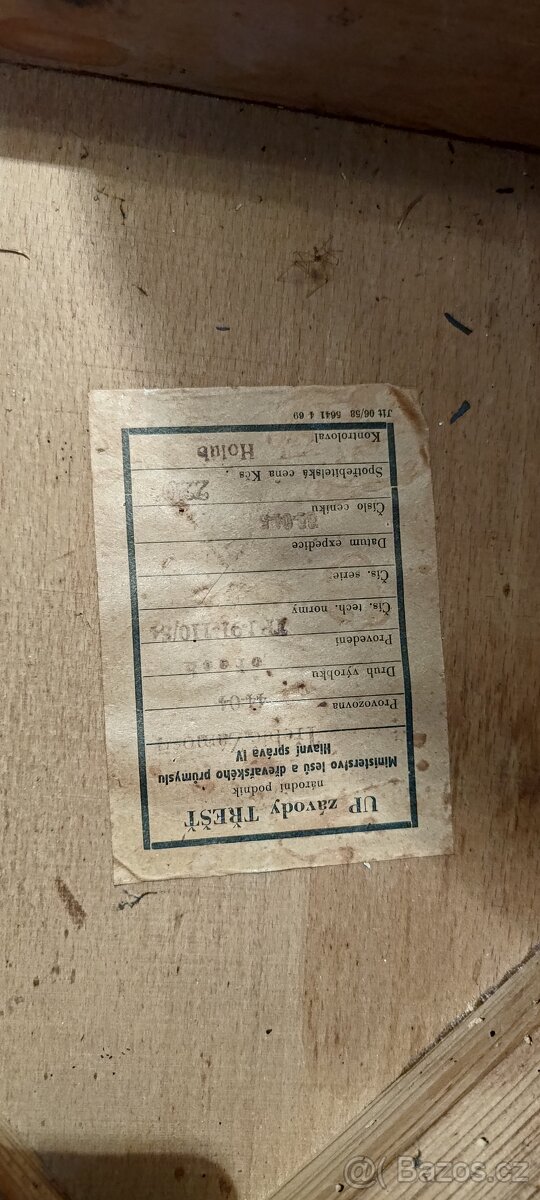 UP závody TŘEŠŤ
národní podnik
Ministerstvo lesů a dřevařského průmyslu
Hlavní správa IV
Provozovna
Druh výrobku
Provedení
Čís. tech. normy
Čís. serie
Datum expedice
Číslo ceníku
Spotřebitelská cena Kčs
Kontroloval Holub
Jit 06/58 5641 4 69
Bazos.cz